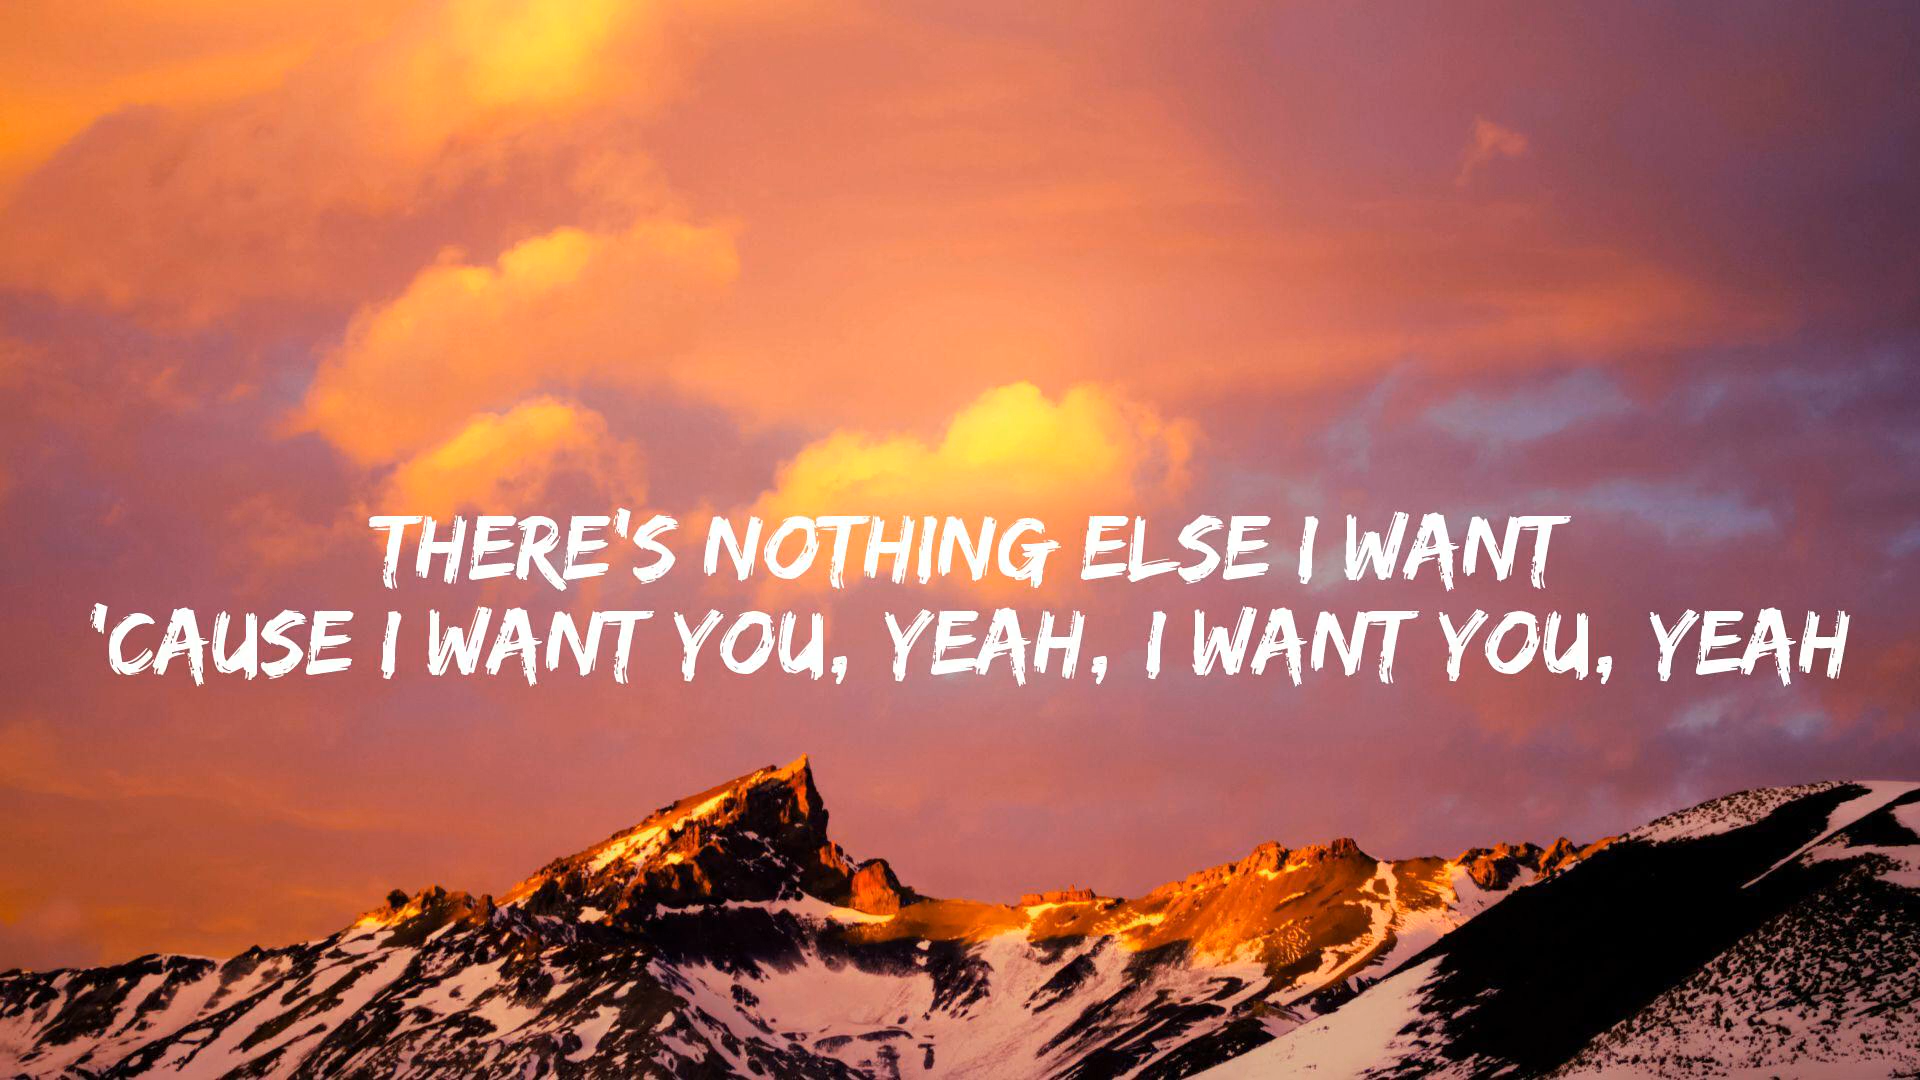 THERE'S NOTHING ELSE I WANT
'CAUSE I WANT YOU, YEAH, I WANT YOU, YEAH